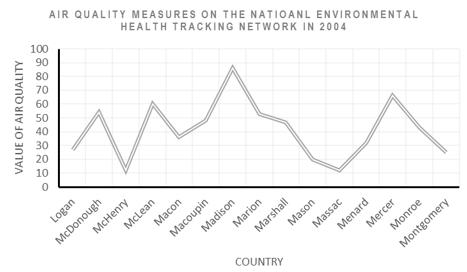 AIR QUALITY MEASURES ON THE NATIOANL ENVIRONMENTAL
HEALTH TRACKING NETWORK IN 2004
VALUE OF AIR QUALITY
100
90
80
70
60
50
40
30
20
10
0
Logan
McDonough
McHenry
McLean
Macon
Macoupin
Madison
Marion
Marshall
Mason
Massac
Menard
Mercer
Monroe
Montgomery
COUNTRY